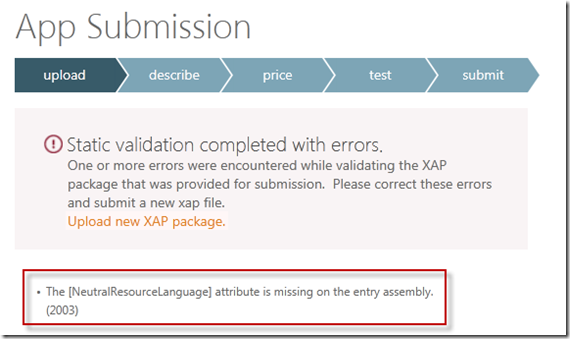 App Submission
upload
describe
price
test
submit
Static validation completed with errors.
One or more errors were encountered while validating the XAP
package that was provided for submission. Please correct these errors
and submit a new xap file.
Upload new XAP package.
• The [NeutralResourceLanguage] attribute is missing on the entry assembly.
(2003)